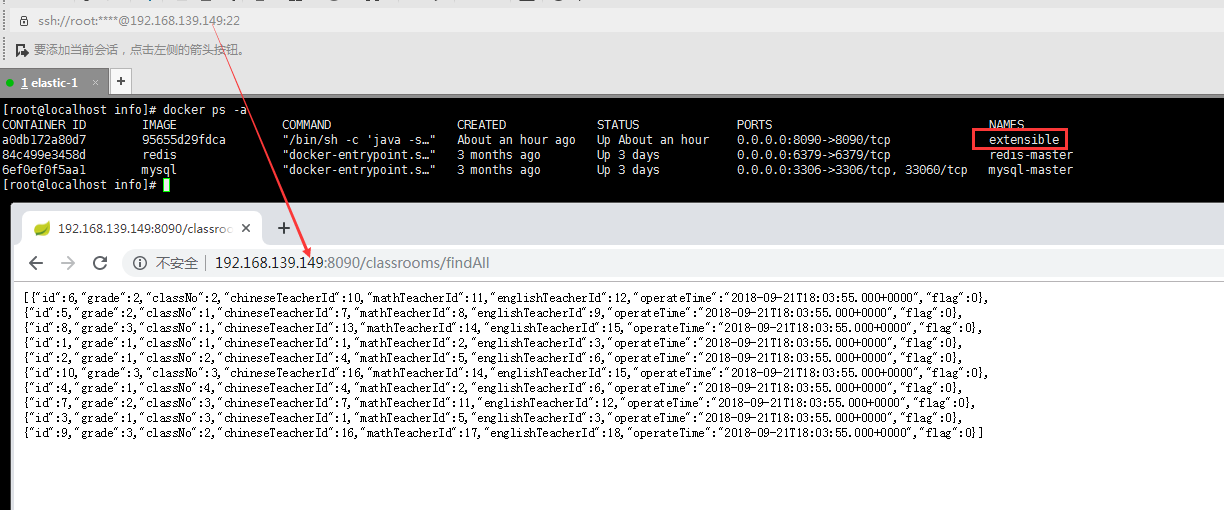 ssh://root:****@192.168.139.149:22
要添加当前会话，点击左侧的箭头按钮。
1 elastic-1 × +
[root@localhost info]# docker ps -a
CONTAINER ID IMAGE COMMAND CREATED STATUS PORTS NAMES
a0db172a80d7 95655d29fdca "/bin/sh -c 'java -s…" About an hour ago Up About an hour 0.0.0.0:8090->8090/tcp extensible
84c499e3458d redis "docker-entrypoint.s…" 3 months ago Up 3 days 0.0.0.0:6379->6379/tcp redis-master
6ef0ef0f5aa1 mysql "docker-entrypoint.s…" 3 months ago Up 3 days 0.0.0.0:3306->3306/tcp, 33060/tcp mysql-master
[root@localhost info]#
192.168.139.149:8090/classroo × +
不安全 | 192.168.139.149:8090/classrooms/findAll
[{"id":6,"grade":2,"classNo":2,"chineseTeacherId":10,"mathTeacherId":11,"englishTeacherId":12,"operateTime":"2018-09-21T18:03:55.000+0000","flag":0},
{"id":5,"grade":2,"classNo":1,"chineseTeacherId":7,"mathTeacherId":8,"englishTeacherId":9,"operateTime":"2018-09-21T18:03:55.000+0000","flag":0},
{"id":8,"grade":3,"classNo":1,"chineseTeacherId":13,"mathTeacherId":14,"englishTeacherId":15,"operateTime":"2018-09-21T18:03:55.000+0000","flag":0},
{"id":1,"grade":1,"classNo":1,"chineseTeacherId":1,"mathTeacherId":2,"englishTeacherId":3,"operateTime":"2018-09-21T18:03:55.000+0000","flag":0},
{"id":2,"grade":1,"classNo":2,"chineseTeacherId":4,"mathTeacherId":5,"englishTeacherId":6,"operateTime":"2018-09-21T18:03:55.000+0000","flag":0},
{"id":10,"grade":3,"classNo":3,"chineseTeacherId":16,"mathTeacherId":14,"englishTeacherId":15,"operateTime":"2018-09-21T18:03:55.000+0000","flag":0},
{"id":4,"grade":1,"classNo":4,"chineseTeacherId":4,"mathTeacherId":2,"englishTeacherId":6,"operateTime":"2018-09-21T18:03:55.000+0000","flag":0},
{"id":7,"grade":2,"classNo":3,"chineseTeacherId":7,"mathTeacherId":11,"englishTeacherId":12,"operateTime":"2018-09-21T18:03:55.000+0000","flag":0},
{"id":3,"grade":1,"classNo":3,"chineseTeacherId":1,"mathTeacherId":5,"englishTeacherId":3,"operateTime":"2018-09-21T18:03:55.000+0000","flag":0},
{"id":9,"grade":3,"classNo":2,"chineseTeacherId":16,"mathTeacherId":17,"englishTeacherId":18,"operateTime":"2018-09-21T18:03:55.000+0000","flag":0}]